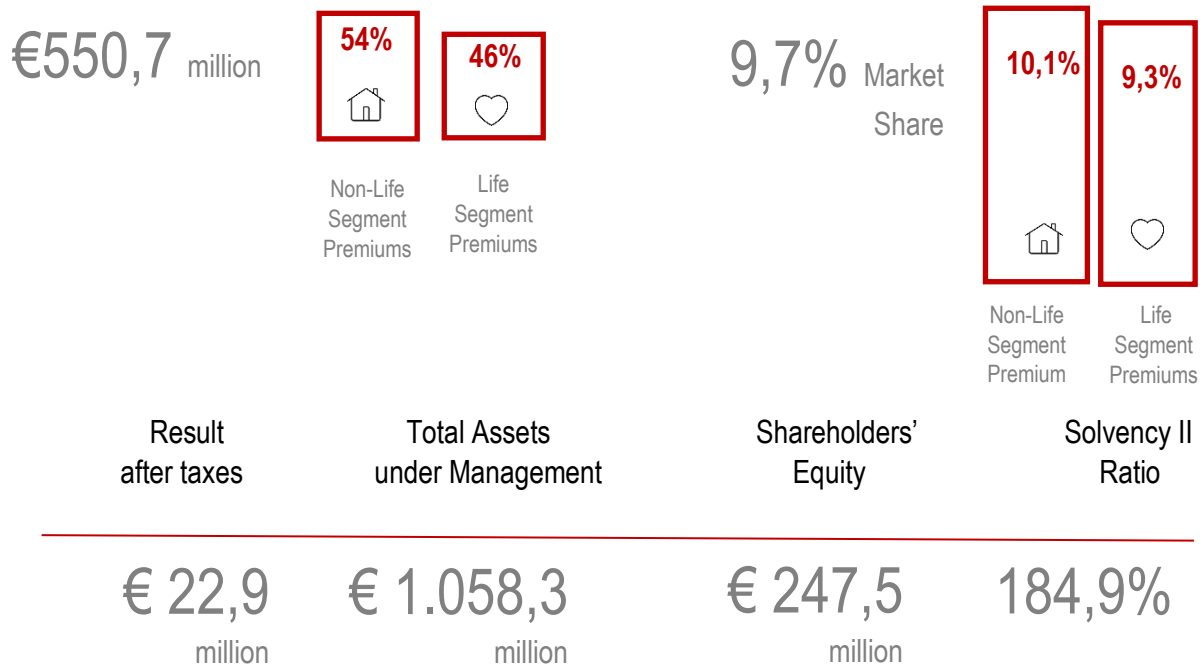 €550,7 million
54%
46%
Non-Life
Segment
Premiums
Life
Segment
Premiums
9,7% Market
Share
10,1%
9,3%
Non-Life
Segment
Premium
Life
Segment
Premiums
Result
after taxes
Total Assets
under Management
Shareholders’
Equity
Solvency II
Ratio
€ 22,9
million
€ 1.058,3
million
€ 247,5
million
184,9%